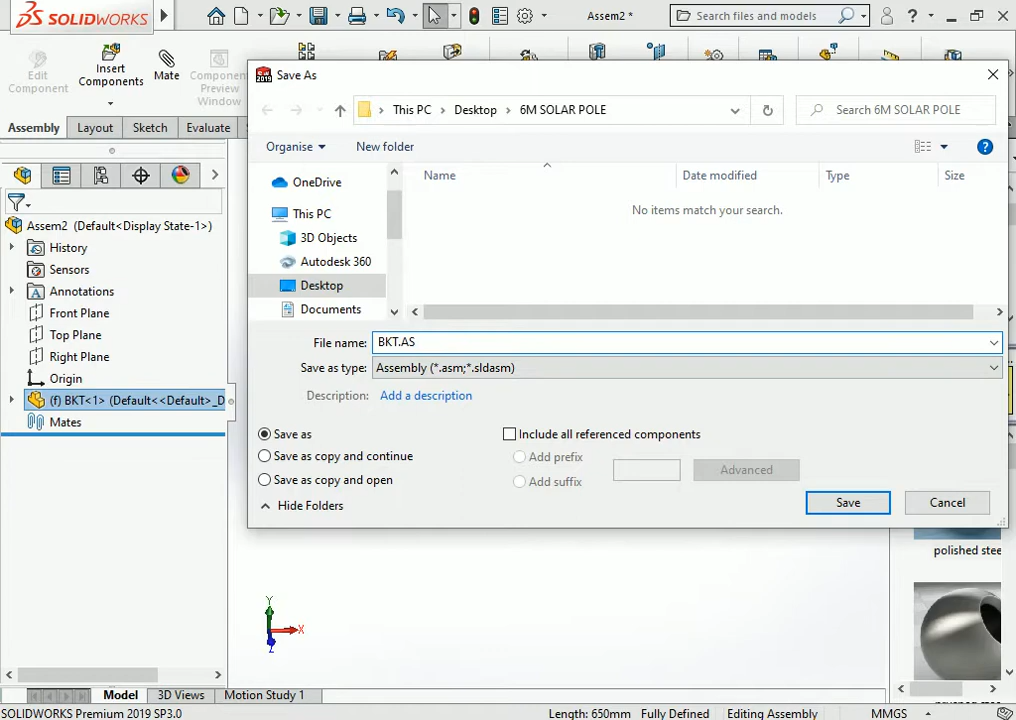 SOLIDWORKS
Assem2 *
Search files and models
Edit
Component
Insert
Components
Mate
Component
Preview
Window
Assembly
Layout
Sketch
Evaluate
Save As
This PC
Desktop
6M SOLAR POLE
Search 6M SOLAR POLE
Organise
New folder
Name
Date modified
Type
Size
No items match your search.
OneDrive
This PC
3D Objects
Autodesk 360
Desktop
Documents
File name:
BKT.AS
Save as type:
Assembly (*.asm;*.sldasm)
Description:
Add a description
Save as
Save as copy and continue
Save as copy and open
Include all referenced components
Add prefix
Add suffix
Advanced
Hide Folders
Save
Cancel
Assem2 (Default<Display State-1>)
History
Sensors
Annotations
Front Plane
Top Plane
Right Plane
Origin
(f) BKT<1> (Default<<Default>_D
Mates
polished stee
Y
X
Z
Model
3D Views
Motion Study 1
SOLIDWORKS Premium 2019 SP3.0
Length: 650mm
Fully Defined
Editing Assembly
MMGS